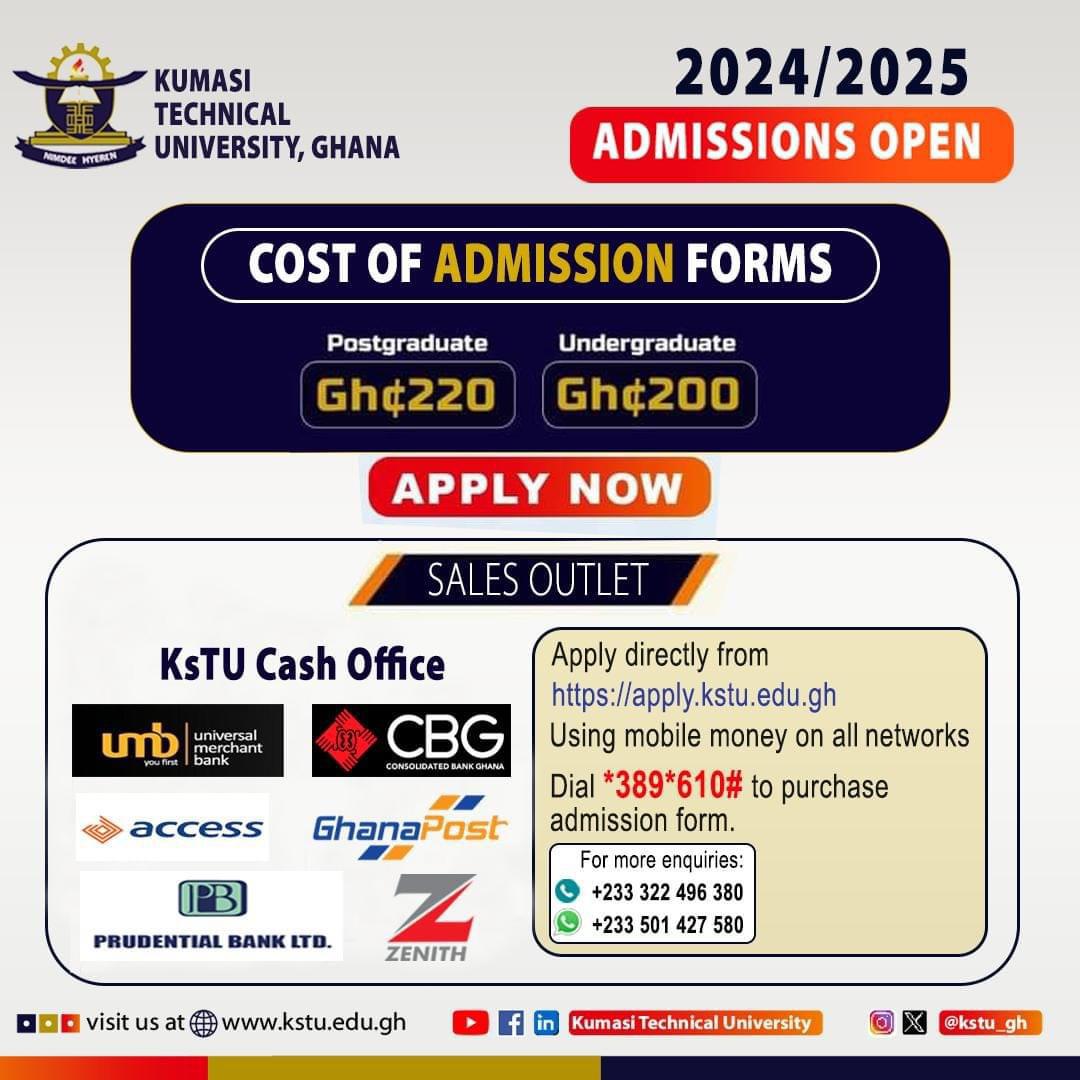 KUMASI
TECHNICAL
UNIVERSITY, GHANA
NIMDEE HYEREN
2024/2025
ADMISSIONS OPEN
COST OF ADMISSION FORMS
Postgraduate
Gh¢220
Undergraduate
Gh¢200
APPLY NOW
SALES OUTLET
KsTU Cash Office
umb
you first
universal
merchant
bank
CBG
CONSOLIDATED BANK GHANA
access
GhanaPost
PB
PRUDENTIAL BANK LTD.
Z
ZENITH
Apply directly from
https://apply.kstu.edu.gh
Using mobile money on all networks
Dial *389*610# to purchase
admission form.
For more enquiries:
+233 322 496 380
+233 501 427 580
visit us at www.kstu.edu.gh
Kumasi Technical University
@kstu_gh